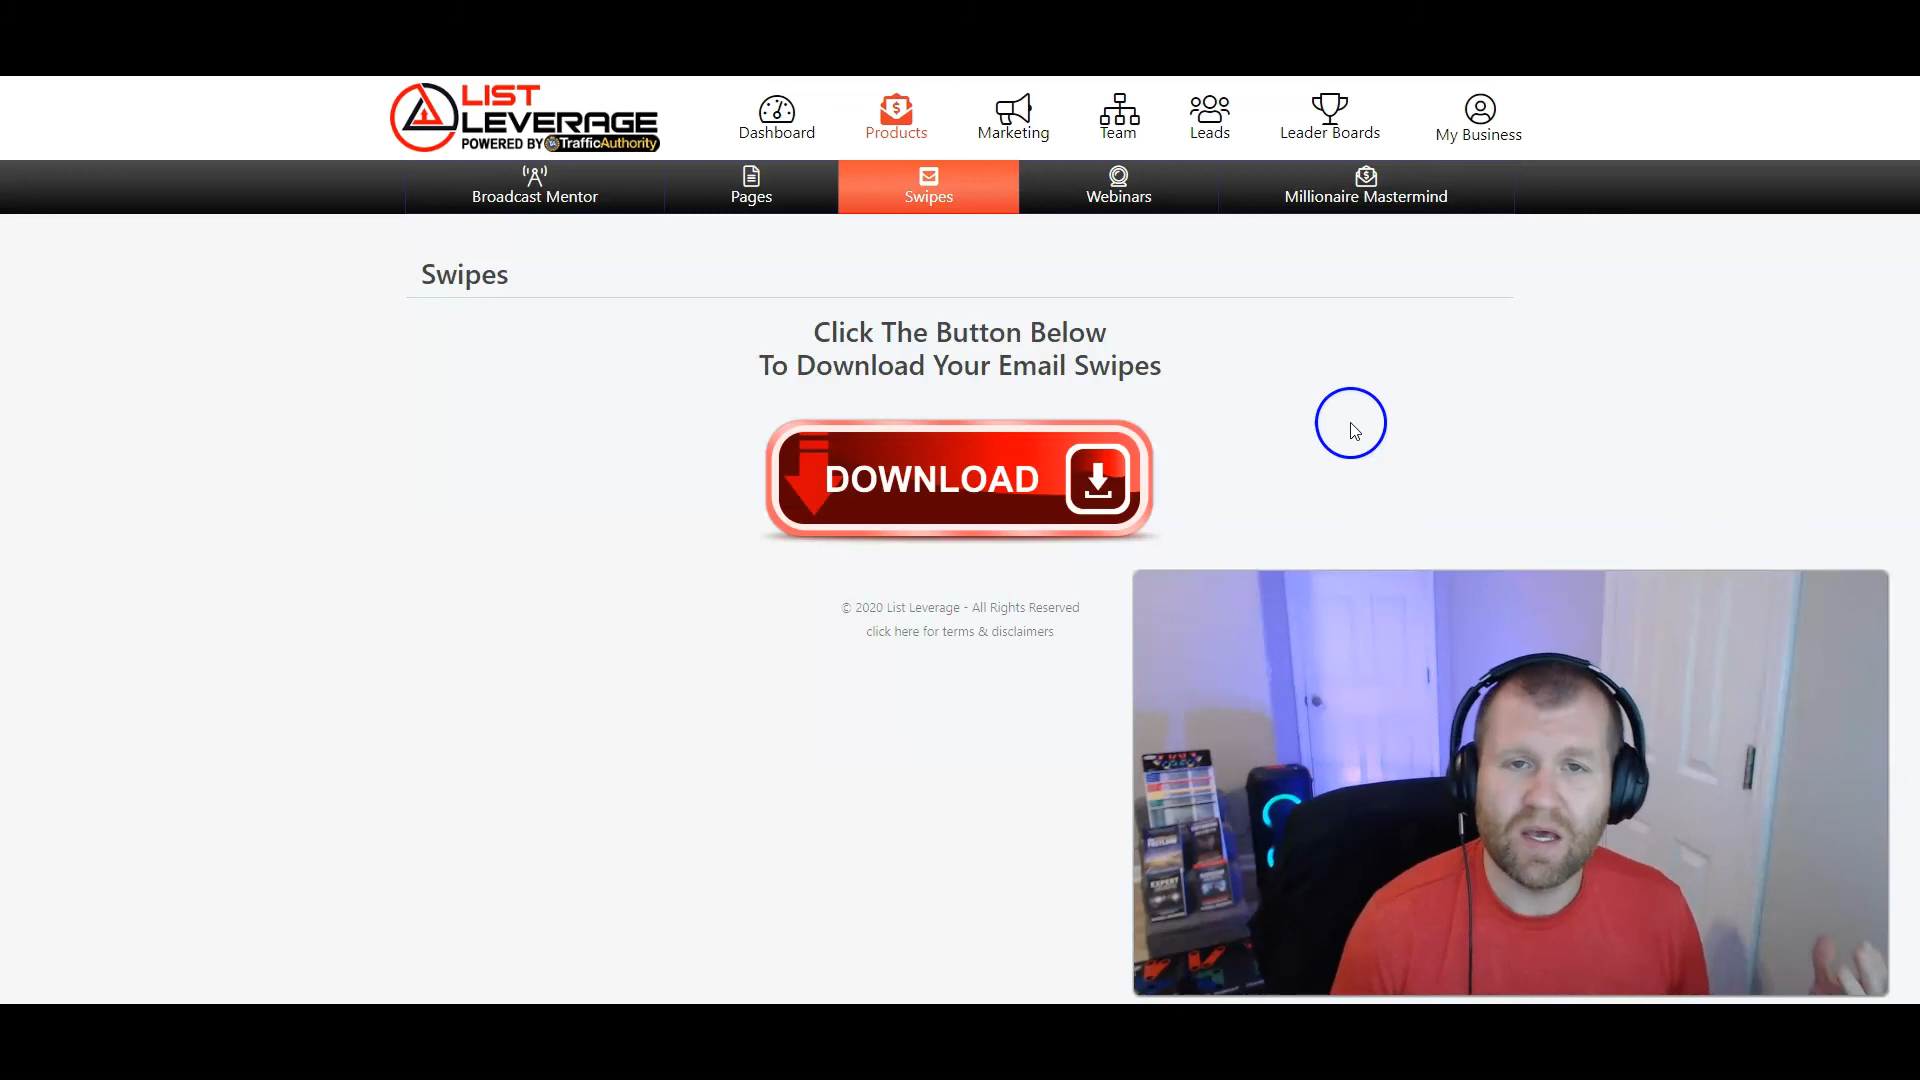 LIST
LEVERAGE
POWERED BY TrafficAuthority
Dashboard
Products
Marketing
Team
Leads
Leader Boards
My Business
Broadcast Mentor
Pages
Swipes
Webinars
Millionaire Mastermind
Swipes
Click The Button Below
To Download Your Email Swipes
DOWNLOAD
© 2020 List Leverage - All Rights Reserved
click here for terms & disclaimers
EXPERT